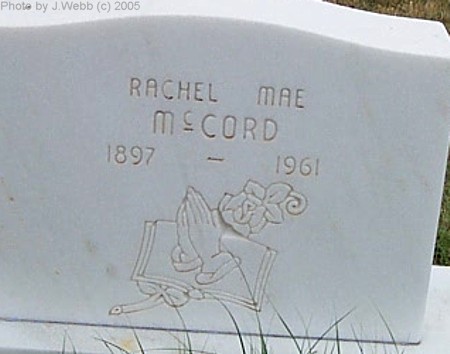 Photo by J.Webb (c) 2005
RACHEL MAE
McCORD
1897 – 1961